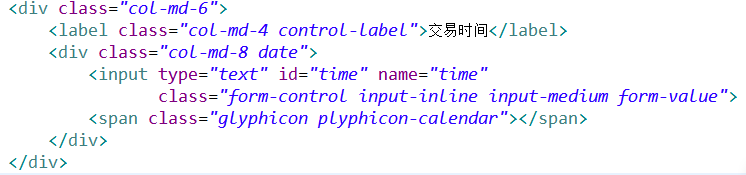 <div class="col-md-6">
<label class="col-md-4 control-label">交易时间</label>
<div class="col-md-8 date">
<input type="text" id="time" name="time"
class="form-control input-inline input-medium form-value">
<span class="glyphicon plyphicon-calendar"></span>
</div>
</div>